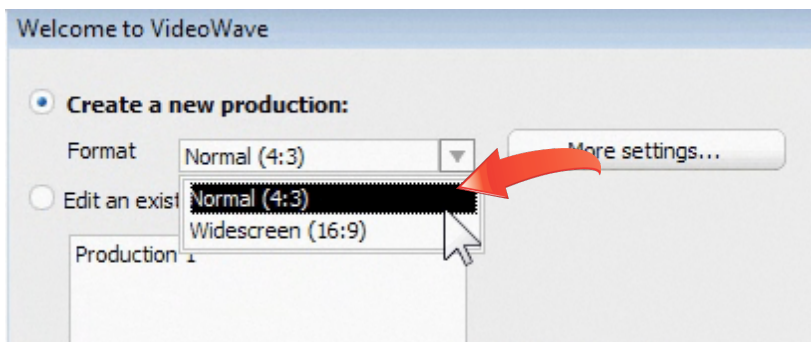 Welcome to VideoWave
Create a new production:
Format Normal (4:3) More settings...
Edit an exist
Normal (4:3)
Widescreen (16:9)
Production 1